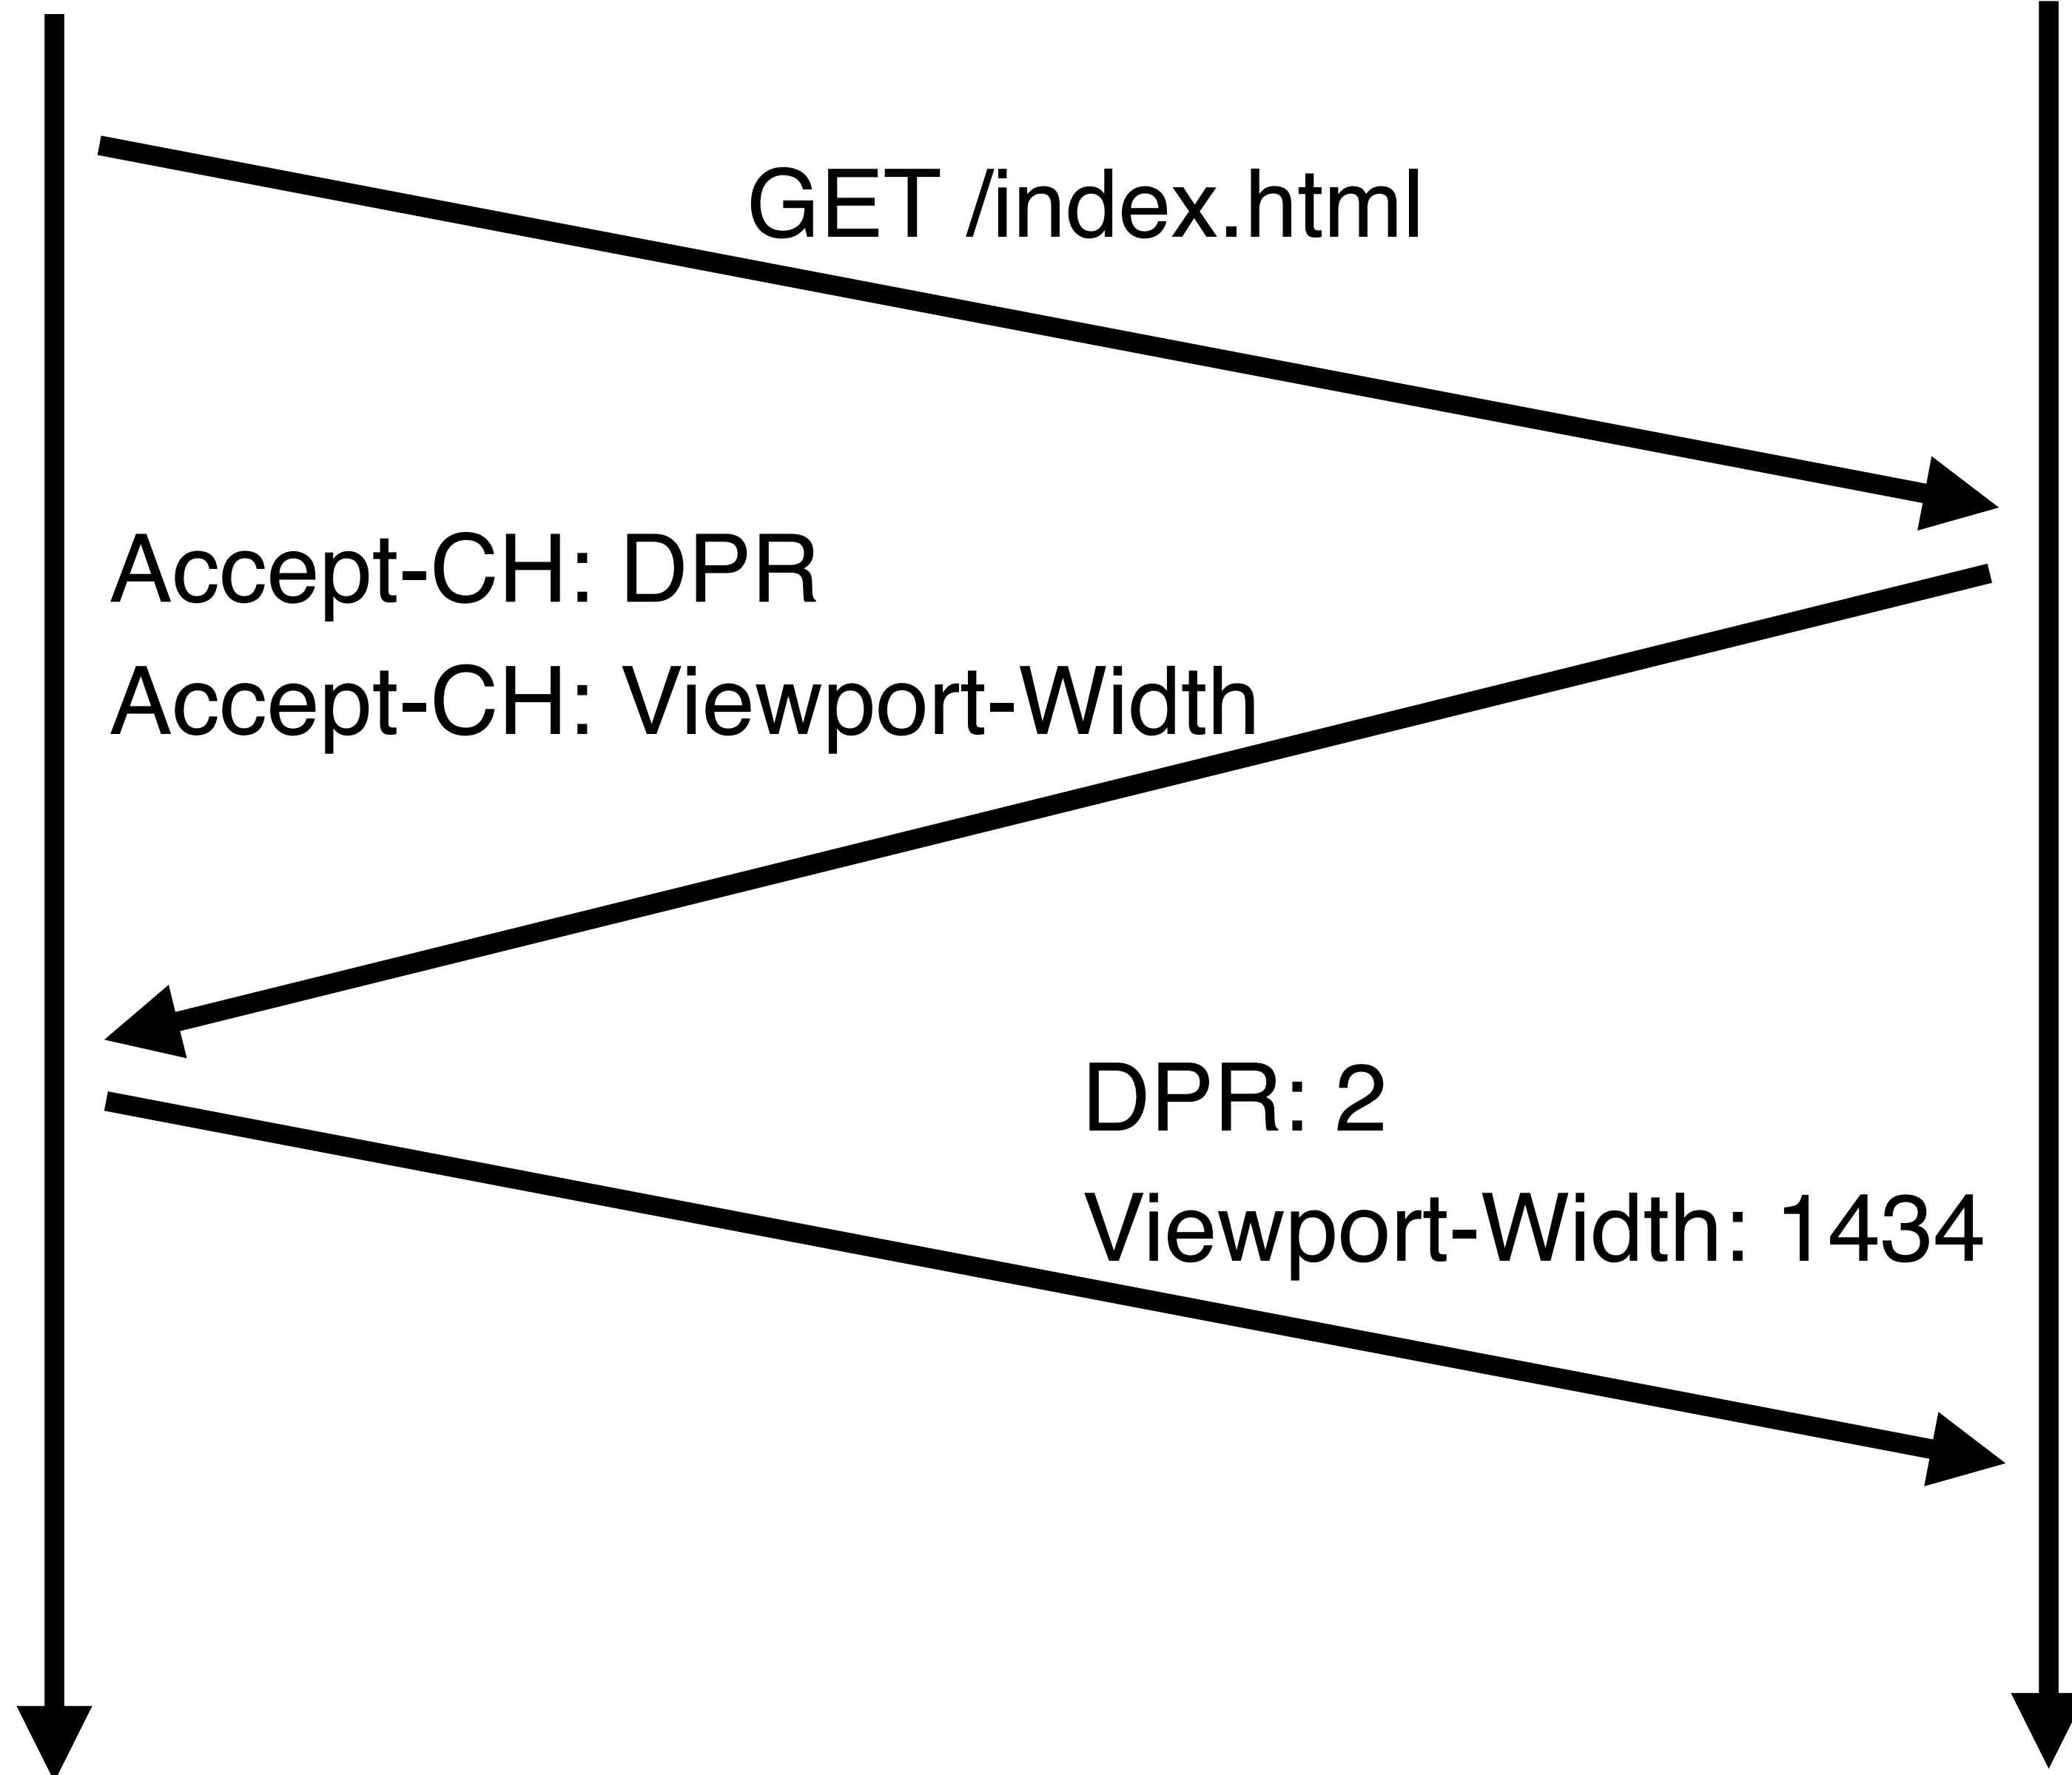 GET /index.html
Accept-CH: DPR
Accept-CH: Viewport-Width
DPR: 2
Viewport-Width: 1434